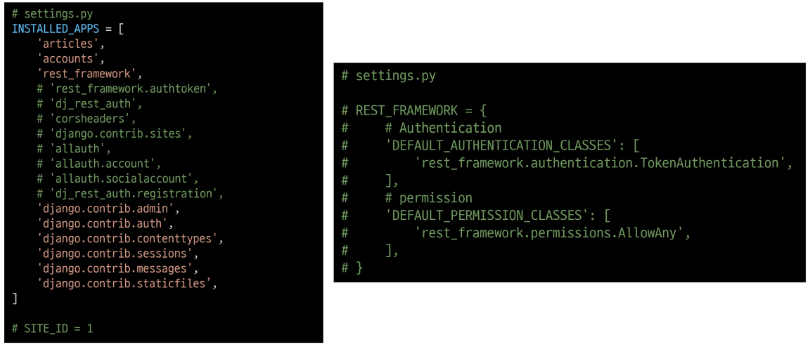 # settings.py
INSTALLED_APPS = [
    'articles',
    'accounts',
    'rest_framework',
    # 'rest_framework.authtoken',
    # 'dj_rest_auth',
    # 'corsheaders',
    # 'django.contrib.sites',
    # 'allauth',
    # 'allauth.account',
    # 'allauth.socialaccount',
    # 'dj_rest_auth.registration',
    'django.contrib.admin',
    'django.contrib.auth',
    'django.contrib.contenttypes',
    'django.contrib.sessions',
    'django.contrib.messages',
    'django.contrib.staticfiles',
]

# SITE_ID = 1

# settings.py

# REST_FRAMEWORK = {
#     # Authentication
#     'DEFAULT_AUTHENTICATION_CLASSES': [
#         'rest_framework.authentication.TokenAuthentication',
#     ],
#     # permission
#     'DEFAULT_PERMISSION_CLASSES': [
#         'rest_framework.permissions.AllowAny',
#     ],
# }